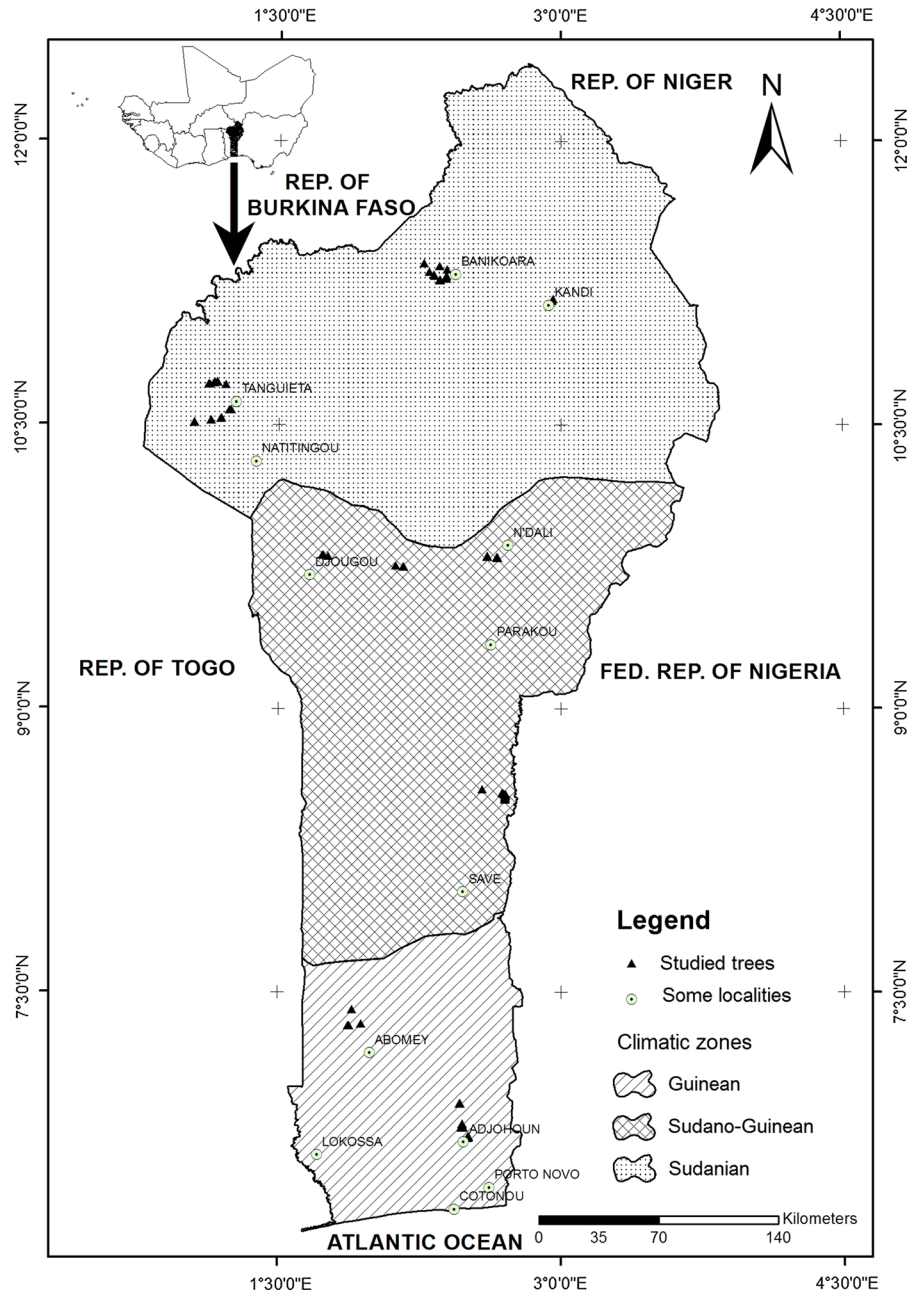 1°30'0"E
3°0'0"E
4°30'0"E
REP. OF NIGER
N
12°0'0"N
12°0'0"N
REP. OF
BURKINA FASO
BANIKOARA
KANDI
TANGUIETA
10°30'0"N
10°30'0"N
NATITINGOU
N'DALI
DJOUGOU
PARAKOU
REP. OF TOGO
FED. REP. OF NIGERIA
9°0'0"N
9°0'0"N
SAVE
Legend
Studied trees
Some localities
7°30'0"N
7°30'0"N
Climatic zones
ABOMEY
Guinean
ADJOHOUN
Sudano-Guinean
LOKOSSA
Sudanian
PORTO NOVO
COTONOU
Kilometers
0 35 70 140
ATLANTIC OCEAN
1°30'0"E
3°0'0"E
4°30'0"E